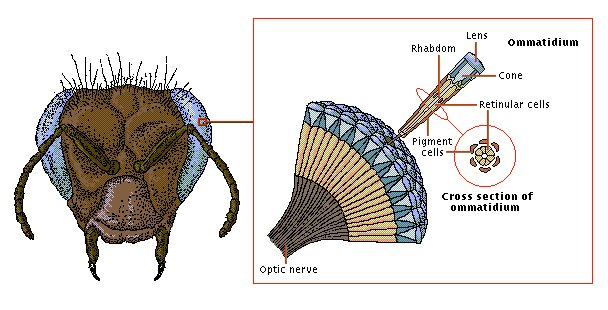 Lens
Rhabdom
Ommatidium
Cone
Retinular cells
Pigment
cells
Cross section of
ommatidium
Optic nerve